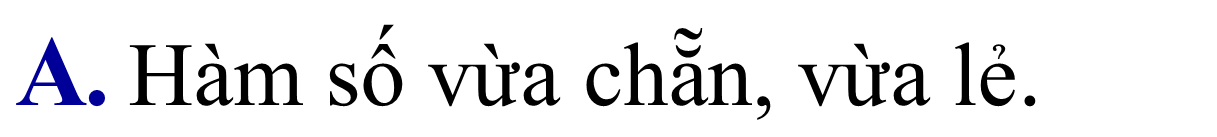 A. Hàm số vừa chẵn, vừa lẻ.